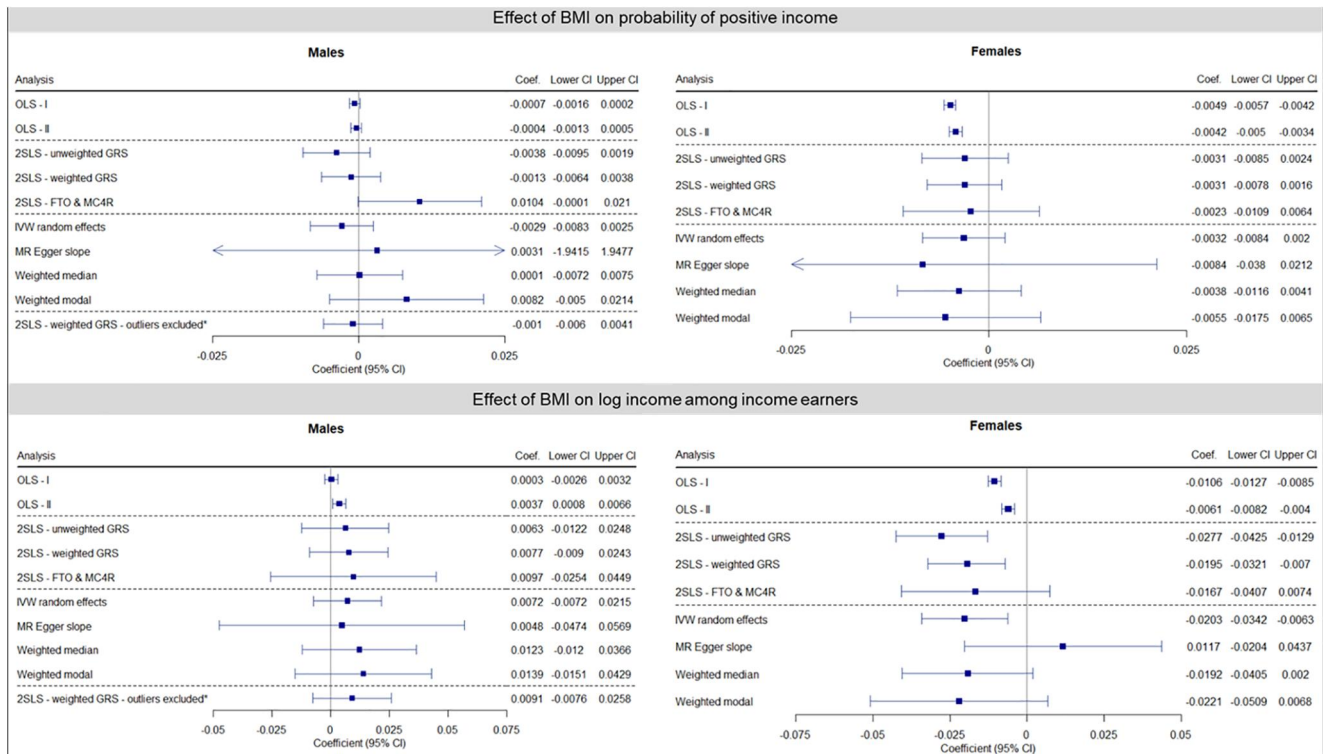 Effect of BMI on probability of positive income
Males
Analysis Coef. Lower CI Upper CI
OLS - I -0.0007 -0.0016 0.0002
OLS - II -0.0004 -0.0013 0.0005
2SLS - unweighted GRS -0.0038 -0.0095 0.0019
2SLS - weighted GRS -0.0013 -0.0064 0.0038
2SLS - FTO & MC4R 0.0104 -0.0001 0.021
IVW random effects -0.0029 -0.0083 0.0025
MR Egger slope 0.0031 -1.9415 1.9477
Weighted median 0.0001 -0.0072 0.0075
Weighted modal 0.0082 -0.005 0.0214
2SLS - weighted GRS - outliers excluded* -0.001 -0.006 0.0041
-0.025 0 0.025
Coefficient (95% CI)
Females
Analysis Coef. Lower CI Upper CI
OLS - I -0.0049 -0.0057 -0.0042
OLS - II -0.0042 -0.005 -0.0034
2SLS - unweighted GRS -0.0031 -0.0085 0.0024
2SLS - weighted GRS -0.0031 -0.0078 0.0016
2SLS - FTO & MC4R -0.0023 -0.0109 0.0064
IVW random effects -0.0032 -0.0084 0.002
MR Egger slope -0.0084 -0.038 0.0212
Weighted median -0.0038 -0.0116 0.0041
Weighted modal -0.0055 -0.0175 0.0065
-0.025 0 0.025
Coefficient (95% CI)
Effect of BMI on log income among income earners
Males
Analysis Coef. Lower CI Upper CI
OLS - I 0.0003 -0.0026 0.0032
OLS - II 0.0037 0.0008 0.0066
2SLS - unweighted GRS 0.0063 -0.0122 0.0248
2SLS - weighted GRS 0.0077 -0.009 0.0243
2SLS - FTO & MC4R 0.0097 -0.0254 0.0449
IVW random effects 0.0072 -0.0072 0.0215
MR Egger slope 0.0048 -0.0474 0.0569
Weighted median 0.0123 -0.012 0.0366
Weighted modal 0.0139 -0.0151 0.0429
2SLS - weighted GRS - outliers excluded* 0.0091 -0.0076 0.0258
-0.05 -0.025 0 0.025 0.05 0.075
Coefficient (95% CI)
Females
Analysis Coef. Lower CI Upper CI
OLS - I -0.0106 -0.0127 -0.0085
OLS - II -0.0061 -0.0082 -0.004
2SLS - unweighted GRS -0.0277 -0.0425 -0.0129
2SLS - weighted GRS -0.0195 -0.0321 -0.007
2SLS - FTO & MC4R -0.0167 -0.0407 0.0074
IVW random effects -0.0203 -0.0342 -0.0063
MR Egger slope 0.0117 -0.0204 0.0437
Weighted median -0.0192 -0.0405 0.002
Weighted modal -0.0221 -0.0509 0.0068
-0.075 -0.05 -0.025 0 0.025 0.05
Coefficient (95% CI)